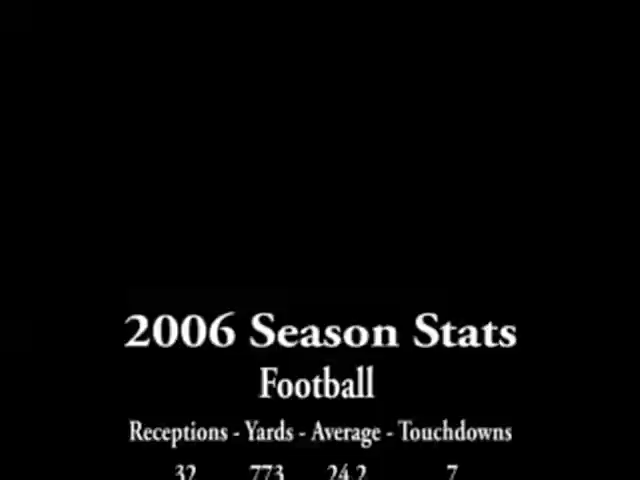 2006 Season Stats
Football
Receptions - Yards - Average - Touchdowns
32 773 24.2 7